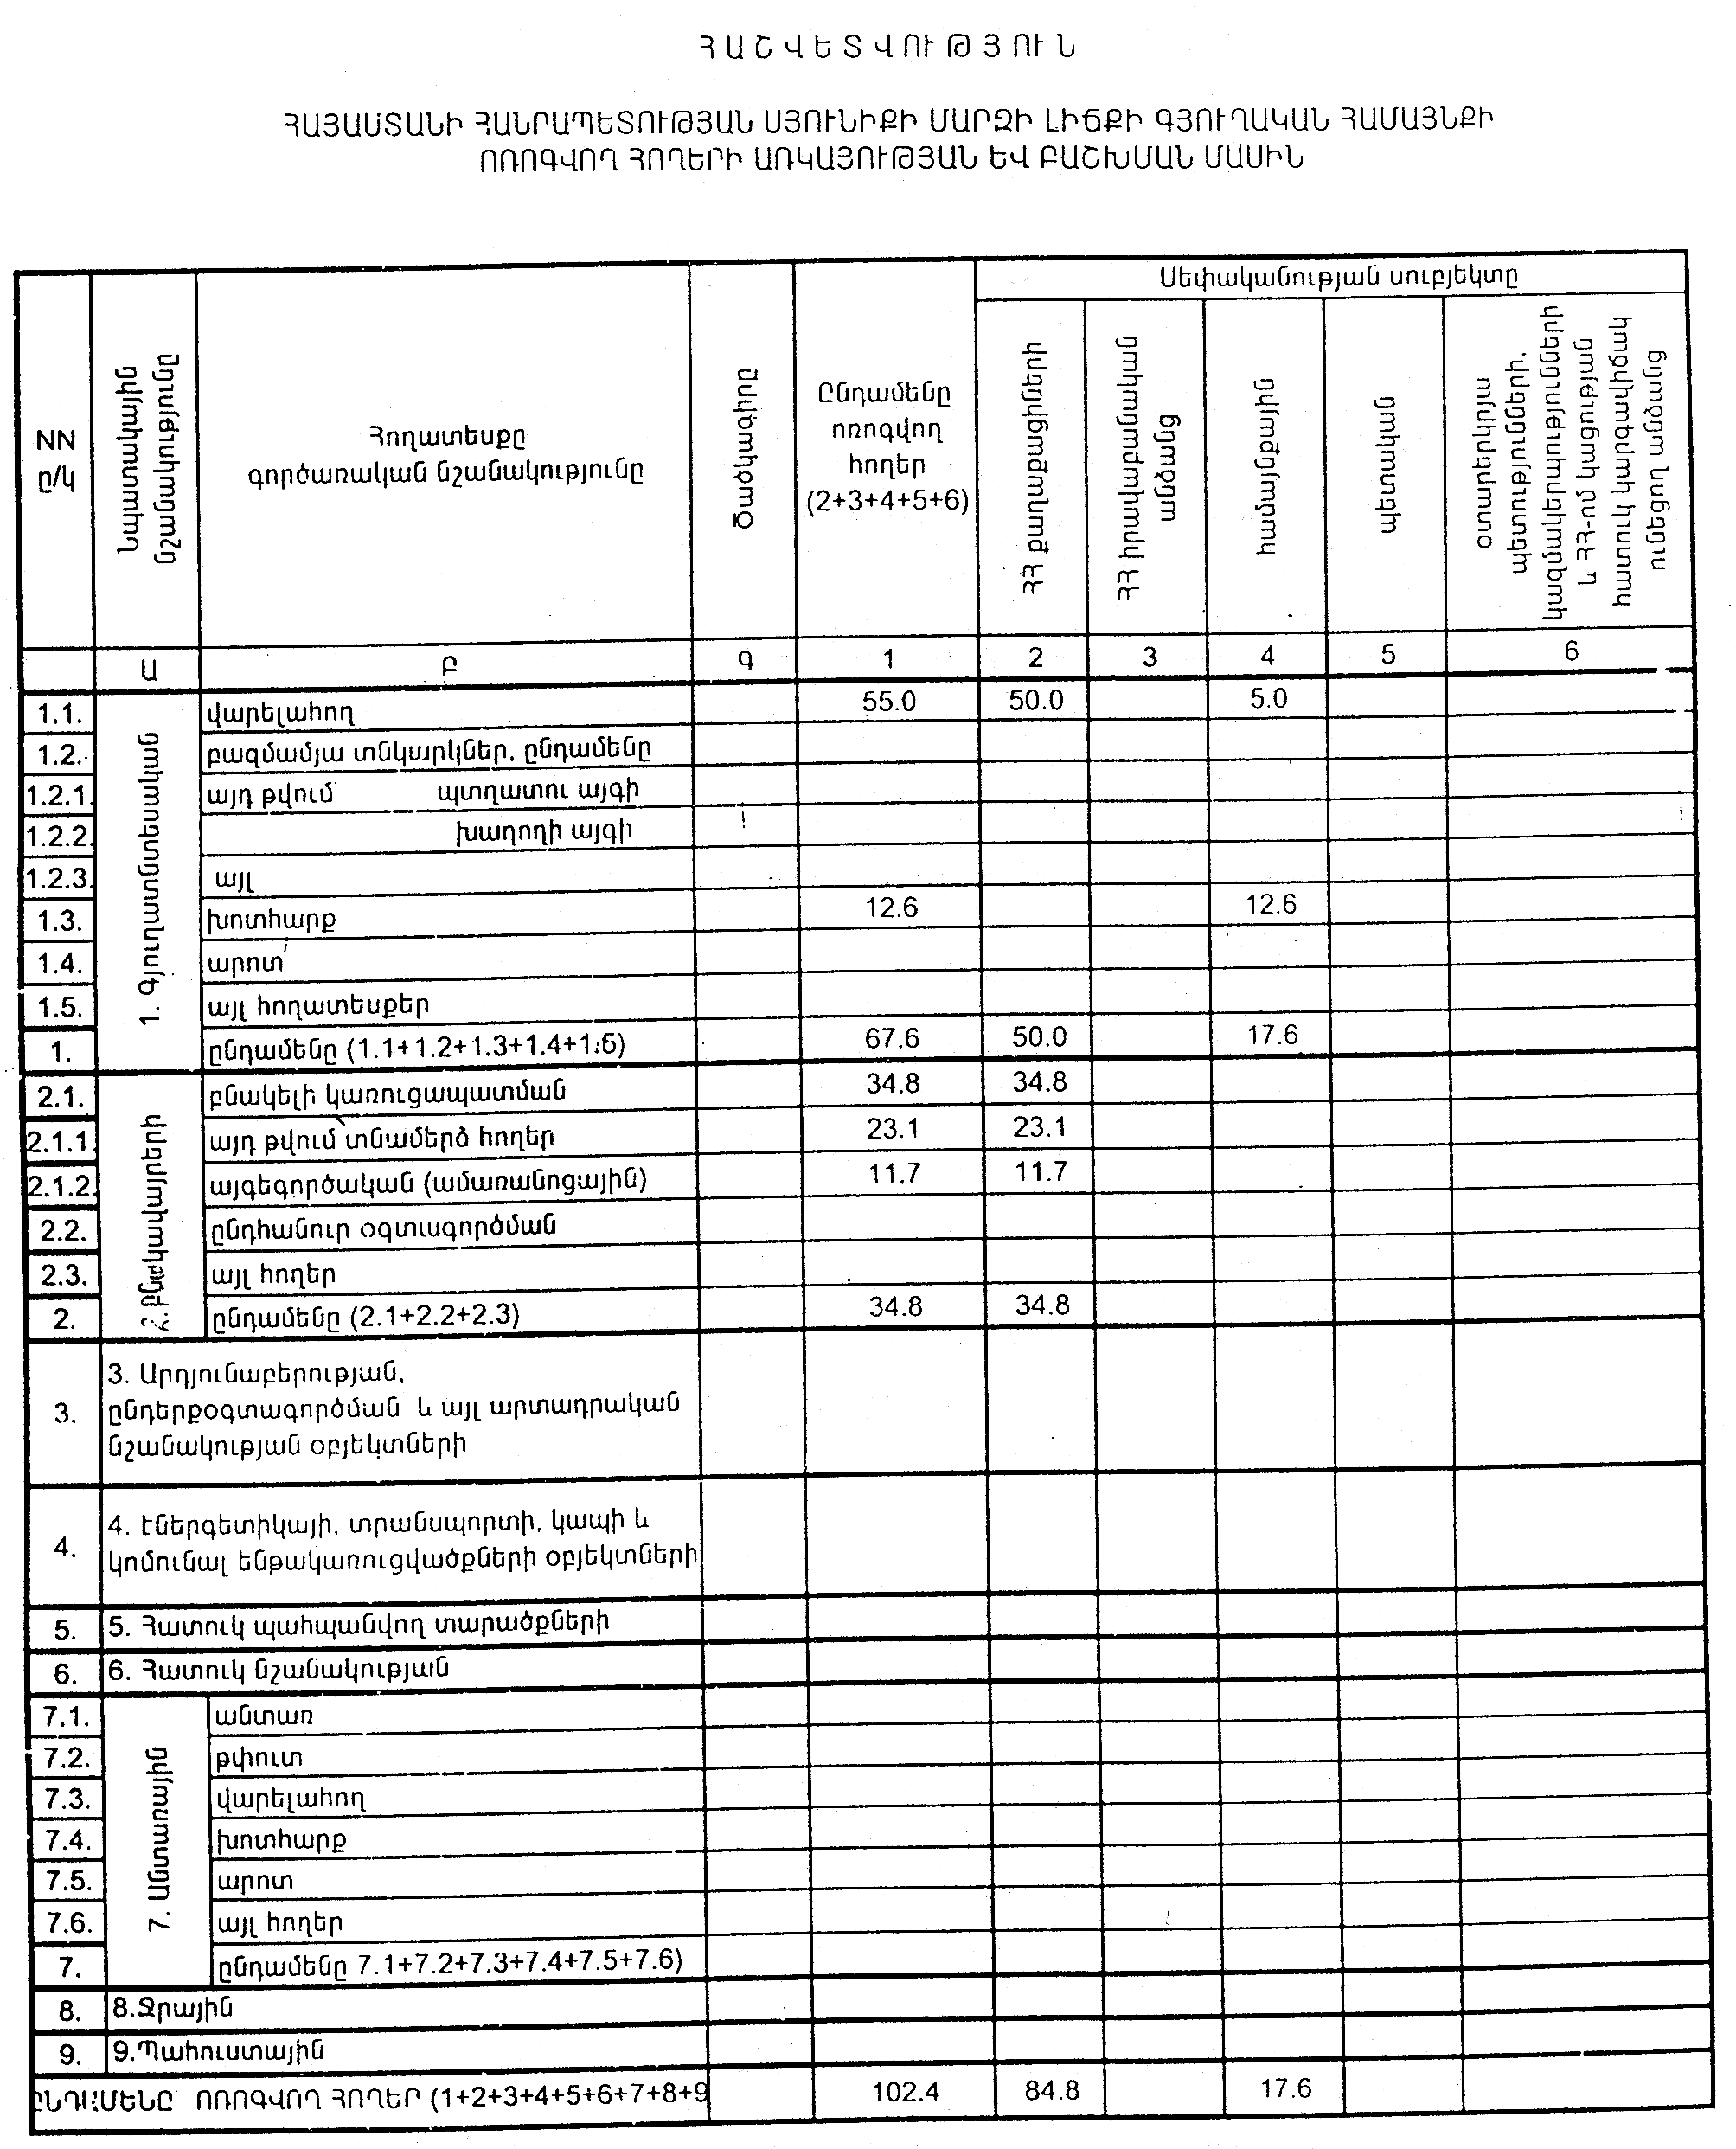 ՀԱՇՎԵՏՎՈՒԹՅՈՒՆ
ՀԱՅԱՍՏԱՆԻ ՀԱՆՐԱՊԵՏՈՒԹՅԱՆ ՍՅՈՒՆԻՔԻ ՄԱՐԶԻ ԼԻՃՔԻ ԳՅՈՒՂԱԿԱՆ ՀԱՄԱՅՆՔԻ
ՈՌՈԳՎՈՂ ՀՈՂԵՐԻ ԱՌԿԱՅՈՒԹՅԱՆ ԵՎ ԲԱՇԽՄԱՆ ՄԱՍԻՆ
NN ը/կ
Նպատակային նշանակությունը
Հողատեսքը
գործառական նշանակությունը
Ծածկագիրը
Ընդամենը
ոռոգվող
հողեր
(2+3+4+5+6)
Սեփականության սուբյեկտը
ՀՀ քաղաքացիների
ՀՀ իրավաբանական
անձանց
համայնքային
պետական
օտարերկրյա
պետությունների,
կազմակերպությունների
և ՀՀ-ում կացության
հատուկ կարգավիճակ
ունեցող անձանց
Ա Բ Գ 1 2 3 4 5 6
1. Գյուղատնտեսական
1.1. վարելահող 55.0 50.0 5.0
1.2. բազմամյա տնկարկներ, ընդամենը
1.2.1. այդ թվում պտղատու այգի
1.2.2. խաղողի այգի
1.2.3. այլ
1.3. խոտհարք 12.6 12.6
1.4. արոտ
1.5. այլ հողատեսքեր
1. ընդամենը (1.1+1.2+1.3+1.4+1.5) 67.6 50.0 17.6
2.բնակավայրերի
2.1. բնակելի կառուցապատման 34.8 34.8
2.1.1. այդ թվում՝ տնամերձ հողեր 23.1 23.1
2.1.2. այգեգործական (ամառանոցային) 11.7 11.7
2.2. ընդհանուր օգտագործման
2.3. այլ հողեր
2. ընդամենը (2.1+2.2+2.3) 34.8 34.8
3. 3. Արդյունաբերության,
ընդերքօգտագործման և այլ արտադրական
նշանակության օբյեկտների
4. 4. էներգետիկայի, տրանսպորտի, կապի և
կոմունալ ենթակառուցվածքների օբյեկտների
5. 5. Հատուկ պահպանվող տարածքների
6. 6. Հատուկ նշանակության
7. Անտառային
7.1. անտառ
7.2. թփուտ
7.3. վարելահող
7.4. խոտհարք
7.5. արոտ
7.6. այլ հողեր
7. ընդամենը 7.1+7.2+7.3+7.4+7.5+7.6)
8. 8.Ջրային
9. 9.Պահուստային
ԸՆԴԱՄԵՆԸ ՈՌՈԳՎՈՂ ՀՈՂԵՐ (1+2+3+4+5+6+7+8+9 102.4 84.8 17.6